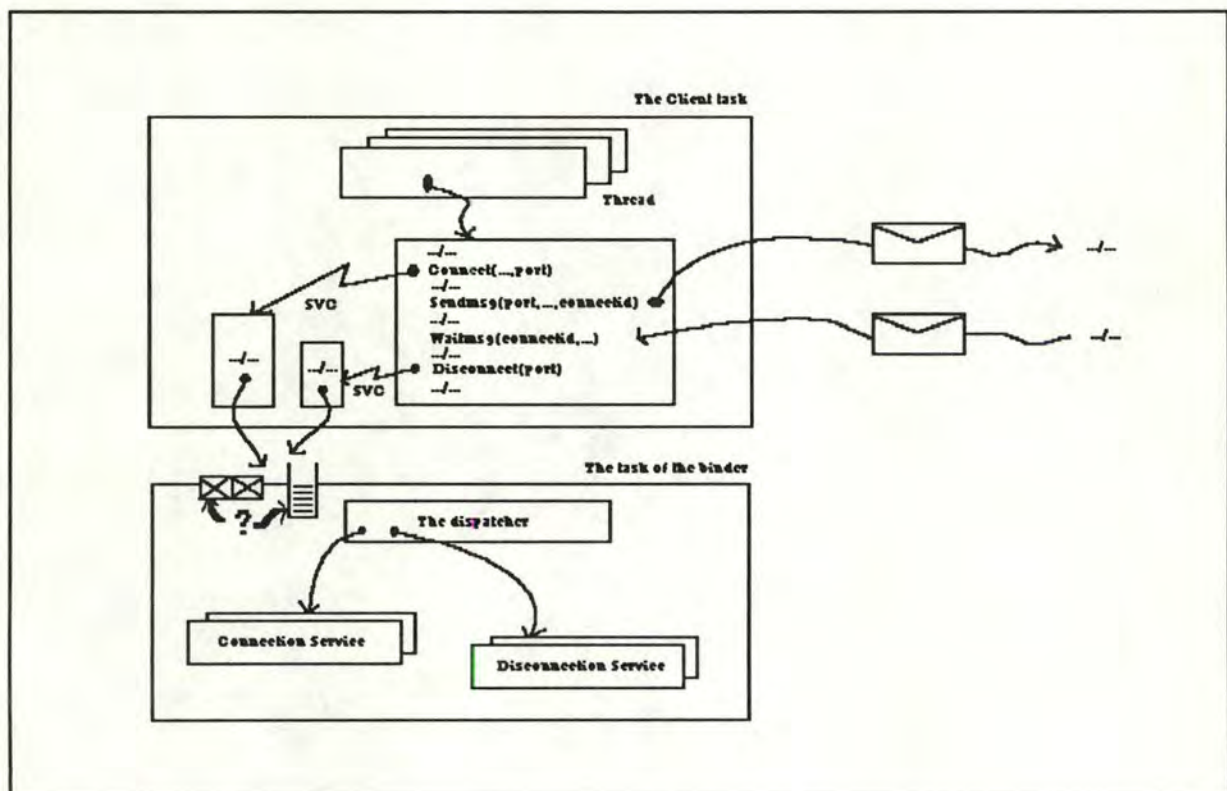 The Client task
Thread
.../...
Connect(...,port)
.../...
Sendmsg(port,...,connectid)
.../...
Waitmsg(connectid,...)
.../...
Disconnect(port)
.../...
SVC
SVC
.../...
.../...
.../...
.../...
The task of the binder
?
The dispatcher
Connection Service
Disconnection Service